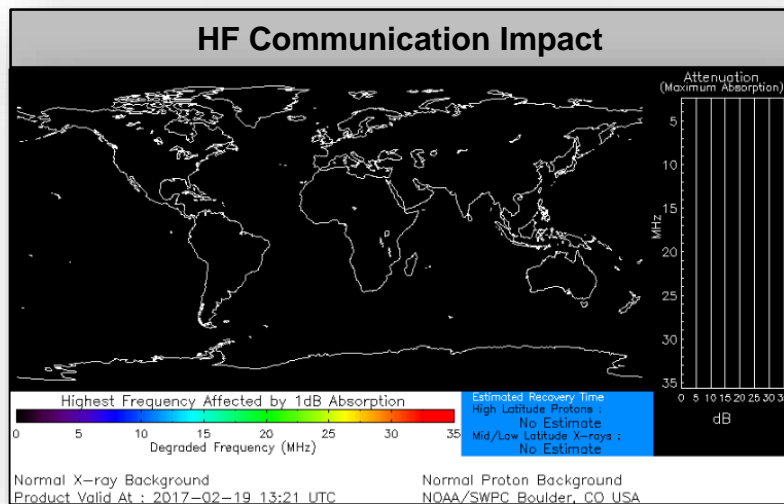 HF Communication Impact
Attenuation
(Maximum Absorption)
5
10
15
20
25
30
35
MHz
0 5 10 15 20 25 30
dB
Highest Frequency Affected by 1dB Absorption
0 5 10 15 20 25 30 35
Degraded Frequency (MHz)
Estimated Recovery Time
High Latitude Protons :
No Estimate
Mid/Low Latitude X-rays :
No Estimate
Normal X-ray Background
Product Valid At : 2017-02-19 13:21 UTC
Normal Proton Background
NOAA/SWPC Boulder, CO USA